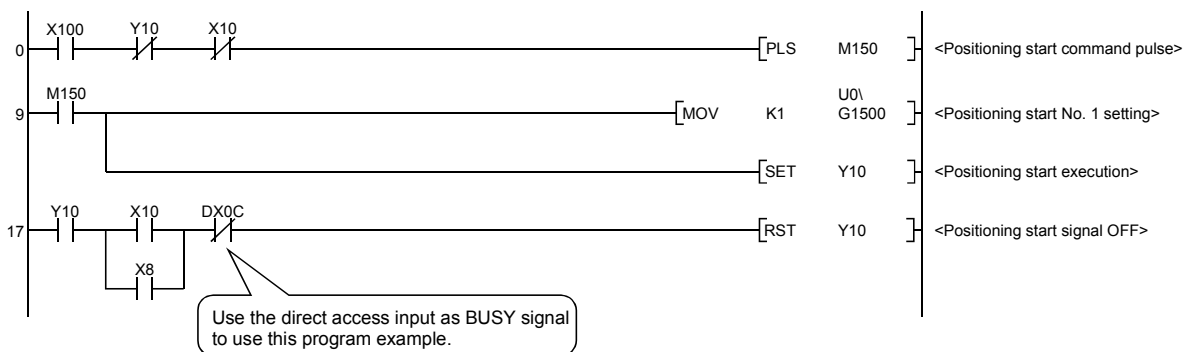 X100 Y10 X10
0 PLS M150 <Positioning start command pulse>
M150
9 MOV K1 U0\ G1500 <Positioning start No. 1 setting>
SET Y10 <Positioning start execution>
Y10 X10 DX0C
17 RST Y10 <Positioning start signal OFF>
X8
Use the direct access input as BUSY signal
to use this program example.